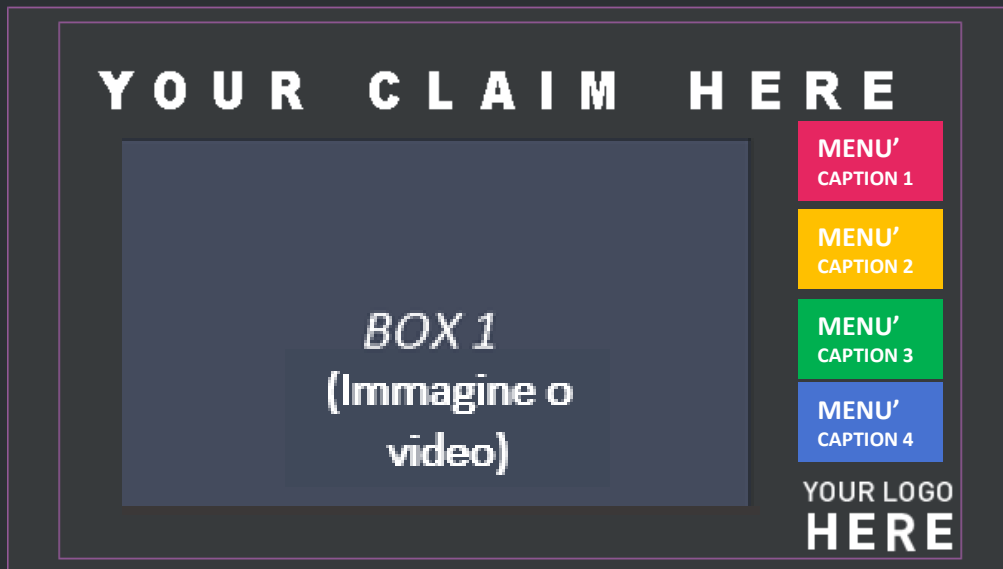 YOUR CLAIM HERE
BOX 1
(Immagine o
video)
MENU’
CAPTION 1
MENU’
CAPTION 2
MENU’
CAPTION 3
MENU’
CAPTION 4
YOUR LOGO
HERE